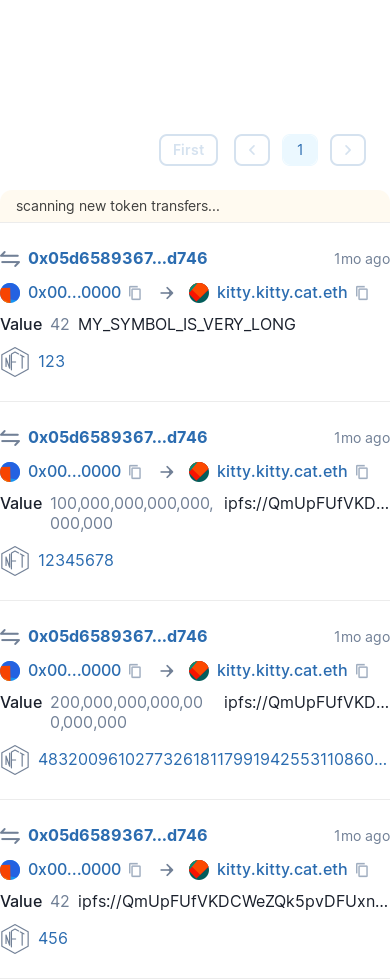 First 1
scanning new token transfers...
0x05d6589367...d746 1mo ago
0x00...0000 → kitty.kitty.cat.eth
Value 42 MY_SYMBOL_IS_VERY_LONG
NFT 123
0x05d6589367...d746 1mo ago
0x00...0000 → kitty.kitty.cat.eth
Value 100,000,000,000,000, ipfs://QmUpFUfVKD...
000,000
NFT 12345678
0x05d6589367...d746 1mo ago
0x00...0000 → kitty.kitty.cat.eth
Value 200,000,000,000,00 ipfs://QmUpFUfVKD...
0,000,000
NFT 483200961027732618117991942553110860...
0x05d6589367...d746 1mo ago
0x00...0000 → kitty.kitty.cat.eth
Value 42 ipfs://QmUpFUfVKDCWeZQk5pvDFUxn...
NFT 456